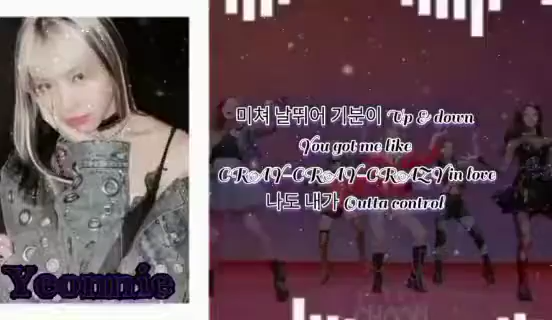 미쳐 날뛰어 기분이 Up & down
You got me like
CRAY-CRAY-CRAZY in love
나도 내가 Outta control
Yeonnie